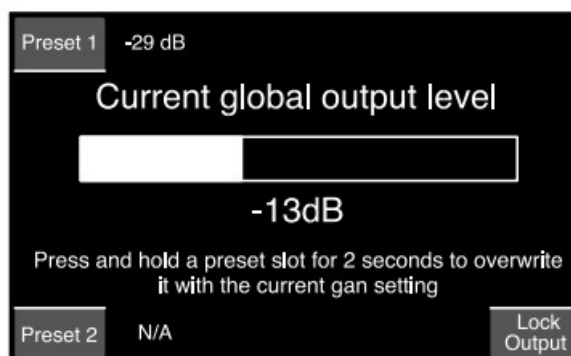 Preset 1 -29 dB
Current global output level
-13dB
Press and hold a preset slot for 2 seconds to overwrite
it with the current gan setting
Preset 2 N/A
Lock
Output